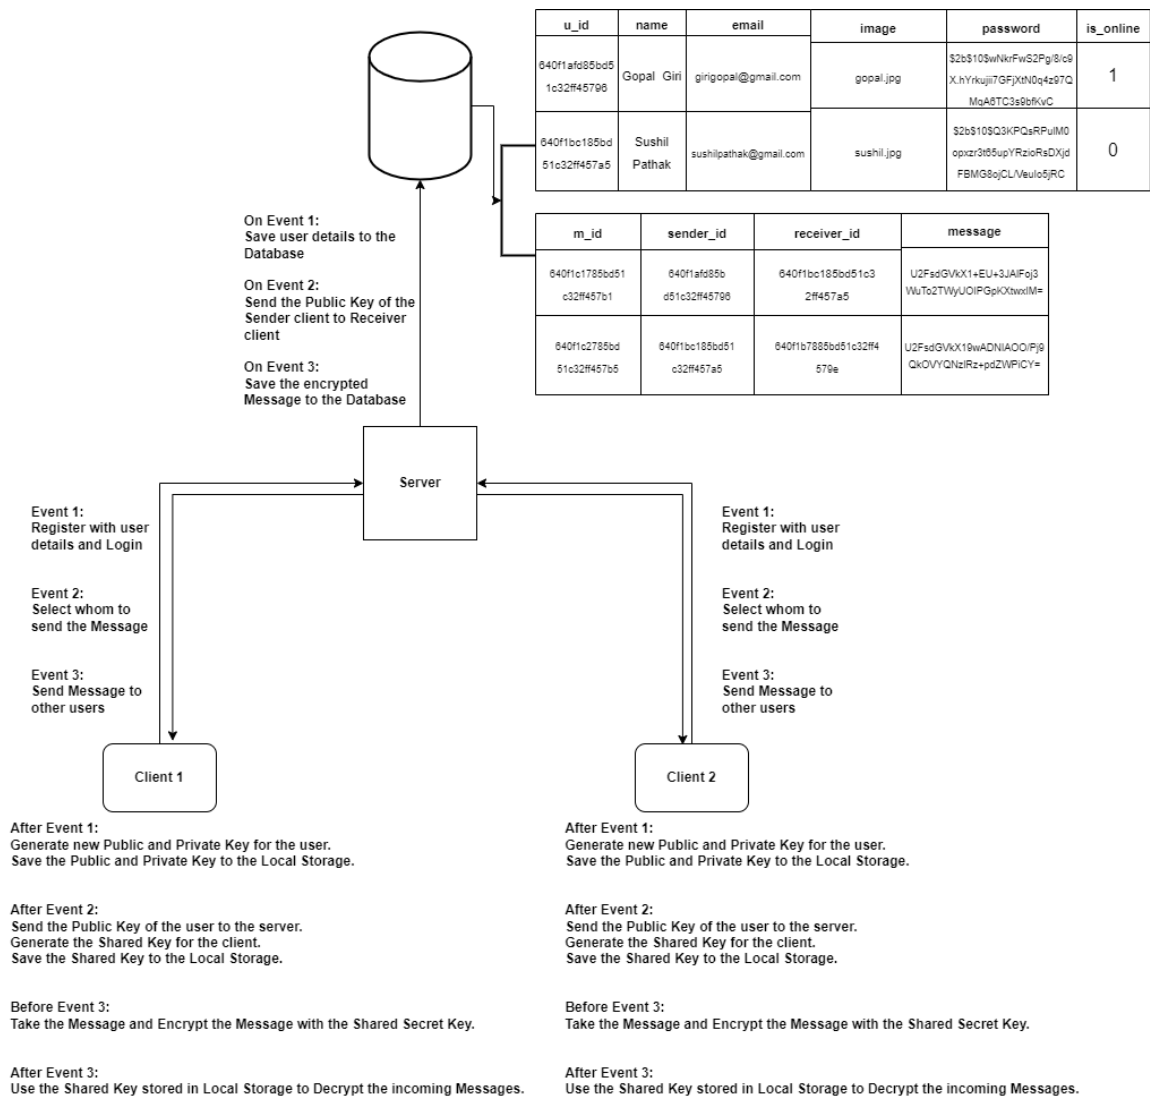 u_id name email image password is_online
640f1afd85bd5
1c32ff45796
Gopal Giri
girigopal@gmail.com
gopal.jpg
$2b$10$wNkrFwS2Pg/8/c9
X.hYrkujii7GFjXtN0q4z97Q
MqA6TC3s9bfKvC
1
640f1bc185bd
51c32ff457a5
Sushil
Pathak
sushilpathak@gmail.com
sushil.jpg
$2b$10$Q3KPQsRPulM0
opxzr3t65upYRzioRsDXjd
FBMG8ojCL/Veulo5jRC
0
m_id sender_id receiver_id message
640f1c1785bd51
c32ff457b1
640f1afd85b
d51c32ff45796
640f1bc185bd51c3
2ff457a5
U2FsdGVkX1+EU+3JAIFoj3
WuTo2TWyUOIPGpKXtwxIM=
640f1c2785bd
51c32ff457b5
640f1bc185bd51
c32ff457a5
640f1b7885bd51c32ff4
579e
U2FsdGVkX19wADNIAOO/Pj9
QkOVYQNzIRz+pdZWPiCY=
On Event 1:
Save user details to the
Database
On Event 2:
Send the Public Key of the
Sender client to Receiver
client
On Event 3:
Save the encrypted
Message to the Database
Server
Event 1:
Register with user
details and Login
Event 2:
Select whom to
send the Message
Event 3:
Send Message to
other users
Event 1:
Register with user
details and Login
Event 2:
Select whom to
send the Message
Event 3:
Send Message to
other users
Client 1
Client 2
After Event 1:
Generate new Public and Private Key for the user.
Save the Public and Private Key to the Local Storage.
After Event 2:
Send the Public Key of the user to the server.
Generate the Shared Key for the client.
Save the Shared Key to the Local Storage.
Before Event 3:
Take the Message and Encrypt the Message with the Shared Secret Key.
After Event 3:
Use the Shared Key stored in Local Storage to Decrypt the incoming Messages.
After Event 1:
Generate new Public and Private Key for the user.
Save the Public and Private Key to the Local Storage.
After Event 2:
Send the Public Key of the user to the server.
Generate the Shared Key for the client.
Save the Shared Key to the Local Storage.
Before Event 3:
Take the Message and Encrypt the Message with the Shared Secret Key.
After Event 3:
Use the Shared Key stored in Local Storage to Decrypt the incoming Messages.